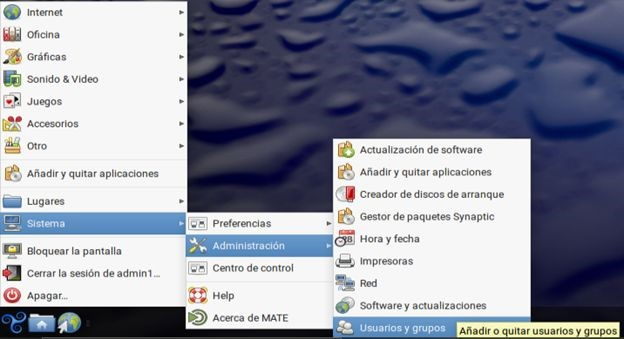 Internet
Oficina
Gráficas
Sonido & Video
Juegos
Accesorios
Otro
Añadir y quitar aplicaciones
Lugares
Sistema
Bloquear la pantalla
Cerrar la sesión de admin1...
Apagar...
Preferencias
Administración
Centro de control
Help
Acerca de MATE
Actualización de software
Añadir y quitar aplicaciones
Creador de discos de arranque
Gestor de paquetes Synaptic
Hora y fecha
Impresoras
Red
Software y actualizaciones
Usuarios y grupos
Añadir o quitar usuarios y grupos